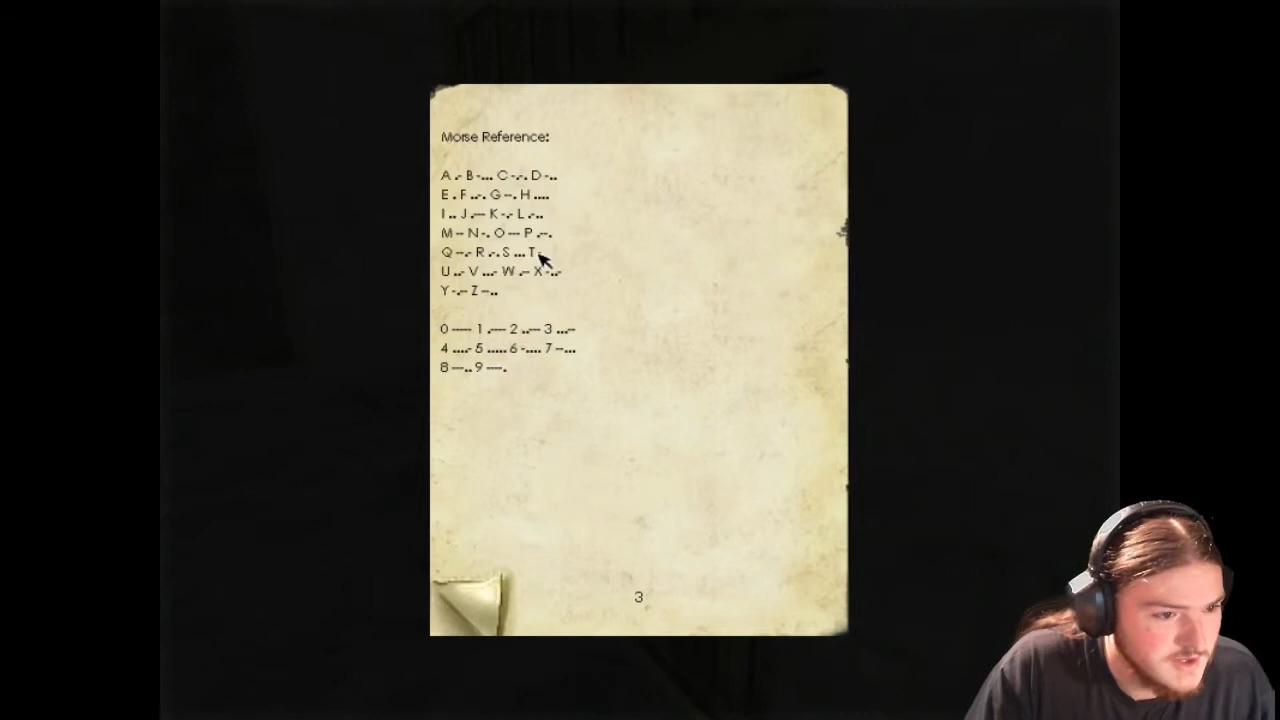 Morse Reference:
A .- B -... C -.-. D -..
E . F ..-. G --. H ....
I .. J .--- K -.- L .-..
M -- N -. O --- P .--.
Q --.- R .-. S ... T -
U ..- V ...- W .-- X -..-
Y -.-- Z --..
0 ----- 1 .---- 2 ..--- 3 ...--
4 ....- 5 ..... 6 -.... 7 --...
8 ---.. 9 ----.
3